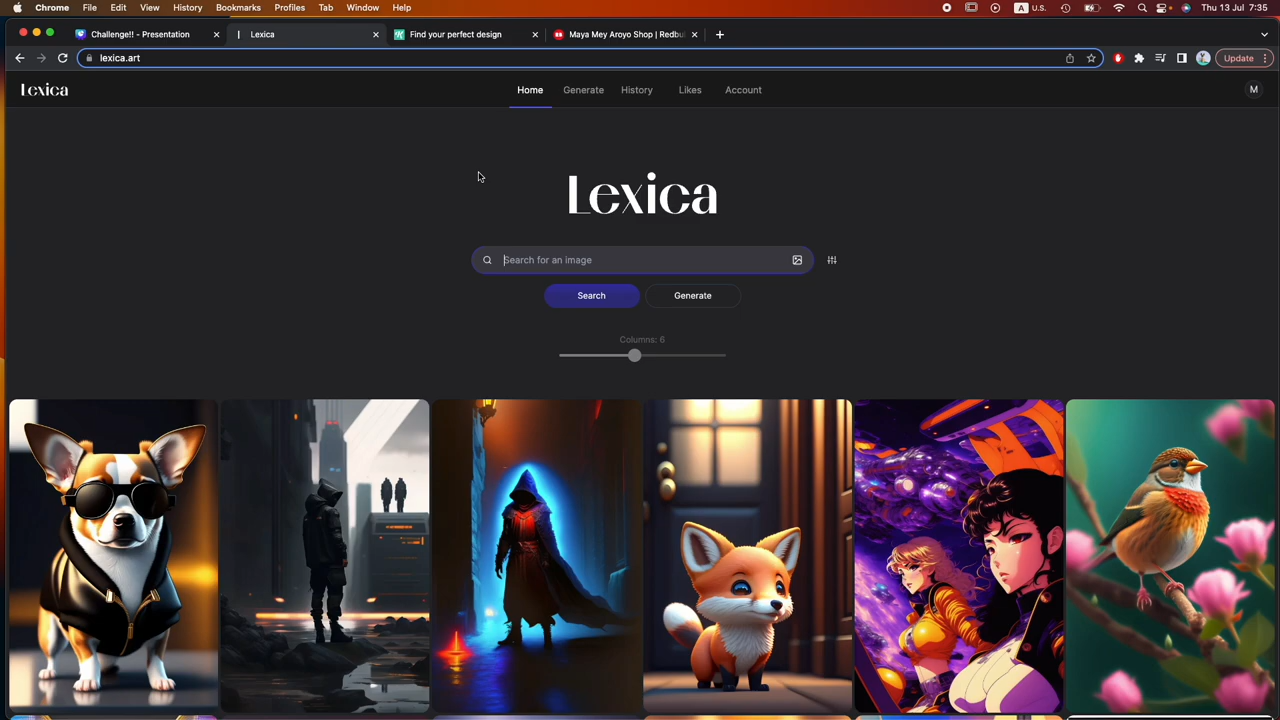 Chrome File Edit View History Bookmarks Profiles Tab Window Help A U.S. Thu 13 Jul 7:35
Challenge!! - Presentation Lexica Find your perfect design Maya Mey Aroyo Shop | Redbu
lexica.art Update
Lexica Home Generate History Likes Account M
Lexica
Search for an image
Search Generate
Columns: 6